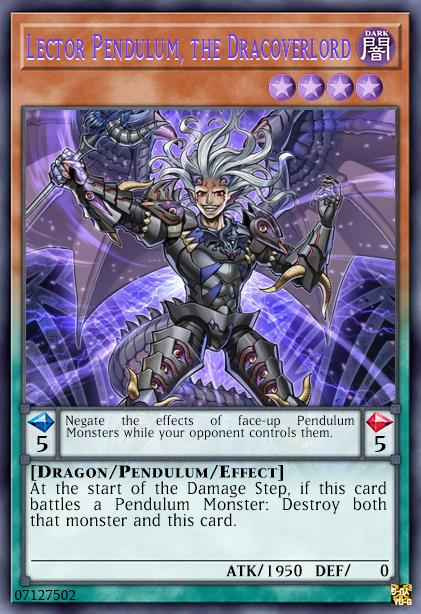 Lector Pendulum, the Dracoverlord
DARK
闇
Negate the effects of face-up Pendulum
Monsters while your opponent controls them.
5
5
[Dragon/Pendulum/Effect]
At the start of the Damage Step, if this card
battles a Pendulum Monster: Destroy both
that monster and this card.
ATK/1950 DEF/ 0
07127502